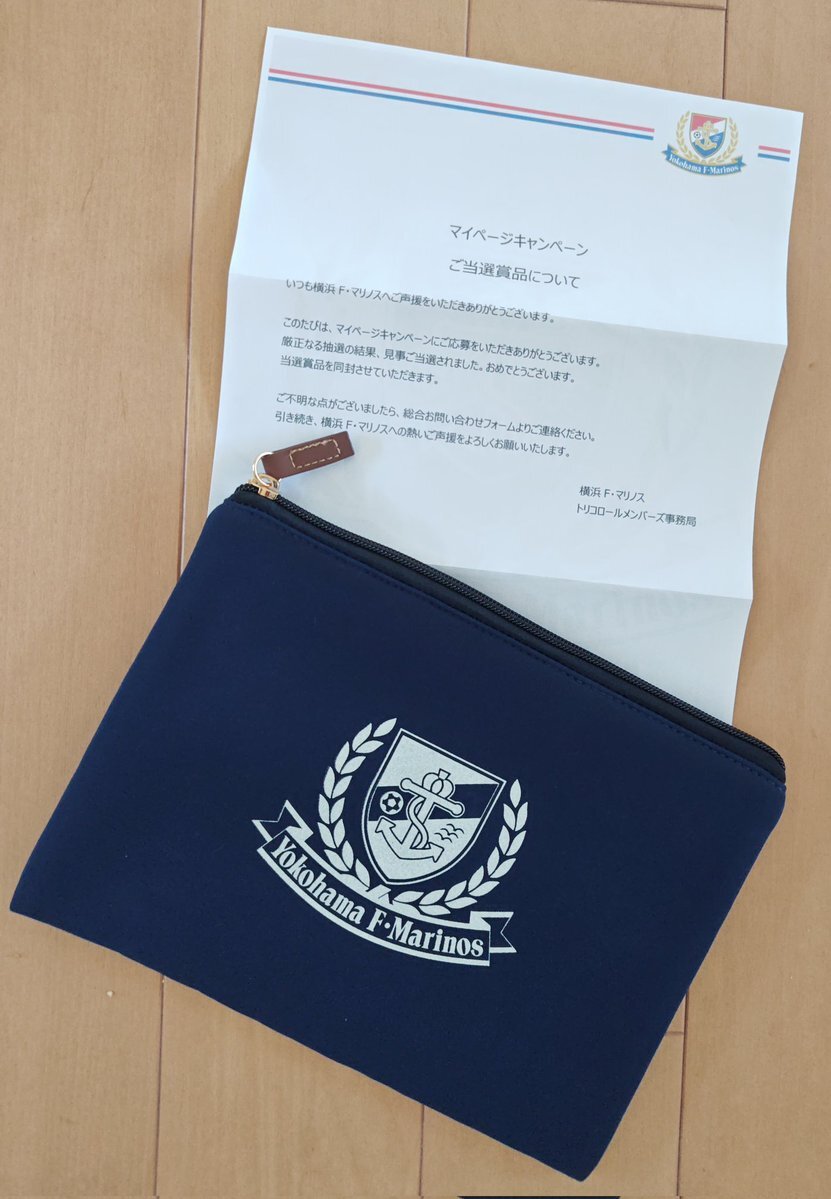 Yokohama F·Marinos
マイページキャンペーン
ご当選賞品について
いつも横浜 F・マリノスへご声援をいただきありがとうございます。
このたびは、マイページキャンペーンにご応募をいただきありがとうございます。
厳正なる抽選の結果、見事ご当選されました。おめでとうございます。
当選賞品を同封させていただきます。
ご不明な点がございましたら、総合お問い合わせフォームよりご連絡ください。
引き続き、横浜 F・マリノスへの熱いご声援をよろしくお願いいたします。
横浜 F・マリノス
トリコロールメンバーズ事務局
Yokohama F·Marinos